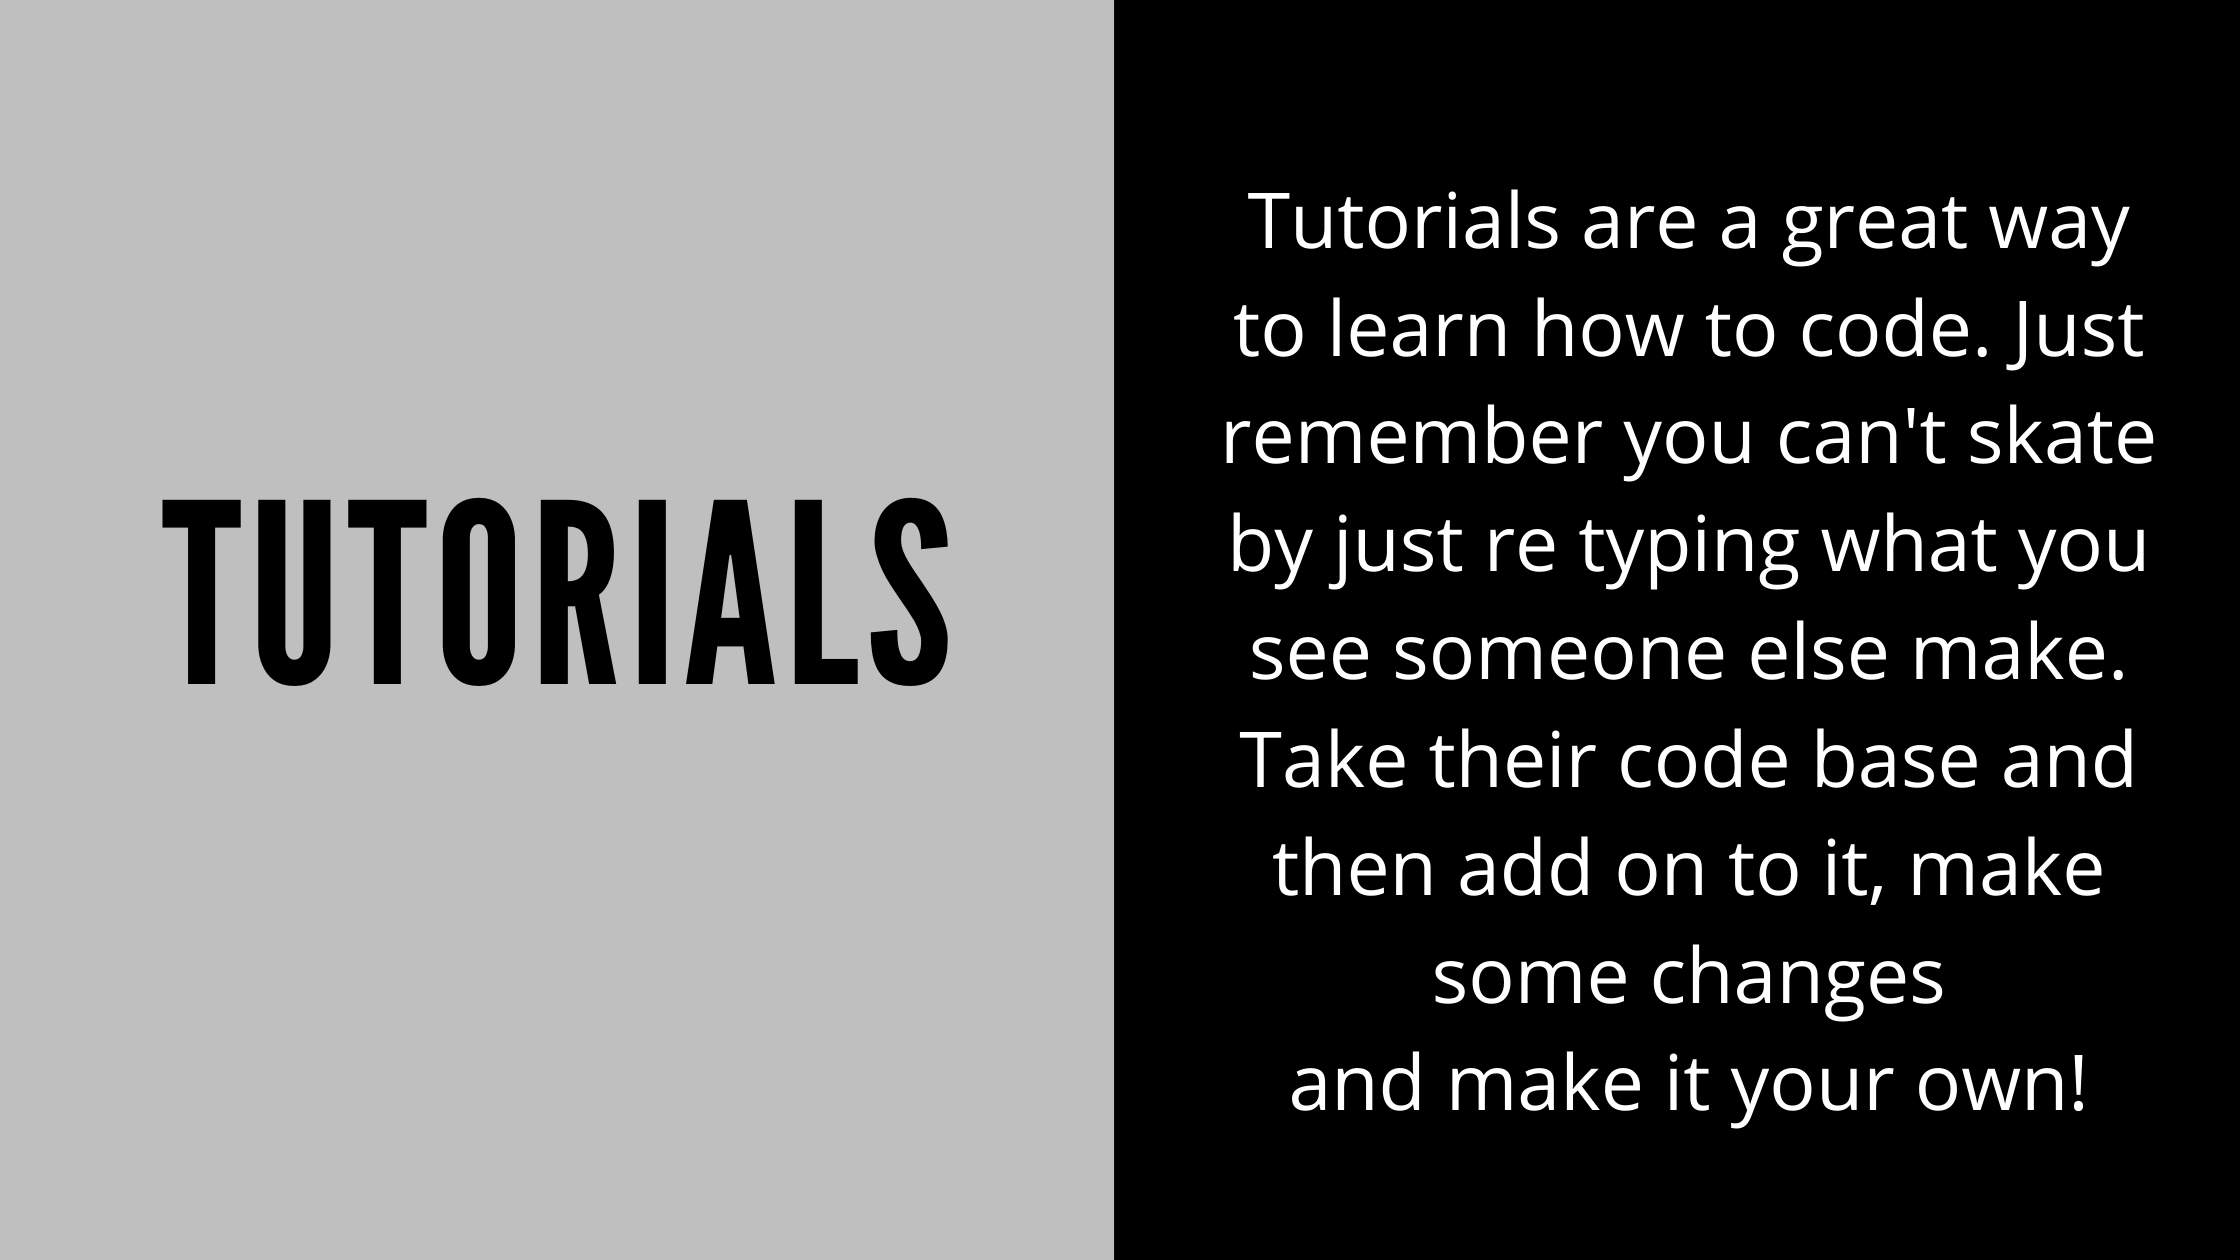 TUTORIALS
Tutorials are a great way
to learn how to code. Just
remember you can't skate
by just re typing what you
see someone else make.
Take their code base and
then add on to it, make
some changes
and make it your own!